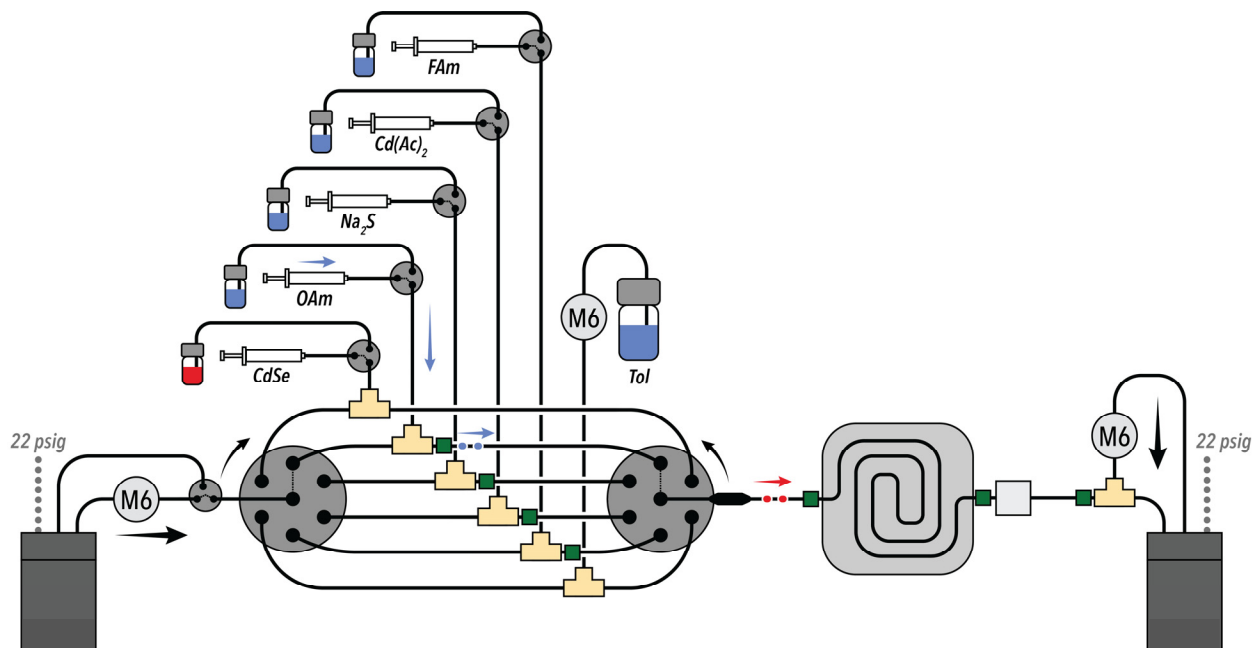 FAm
Cd(Ac)₂
Na₂S
OAm
M6
CdSe
Tol
22 psig
M6
M6
22 psig